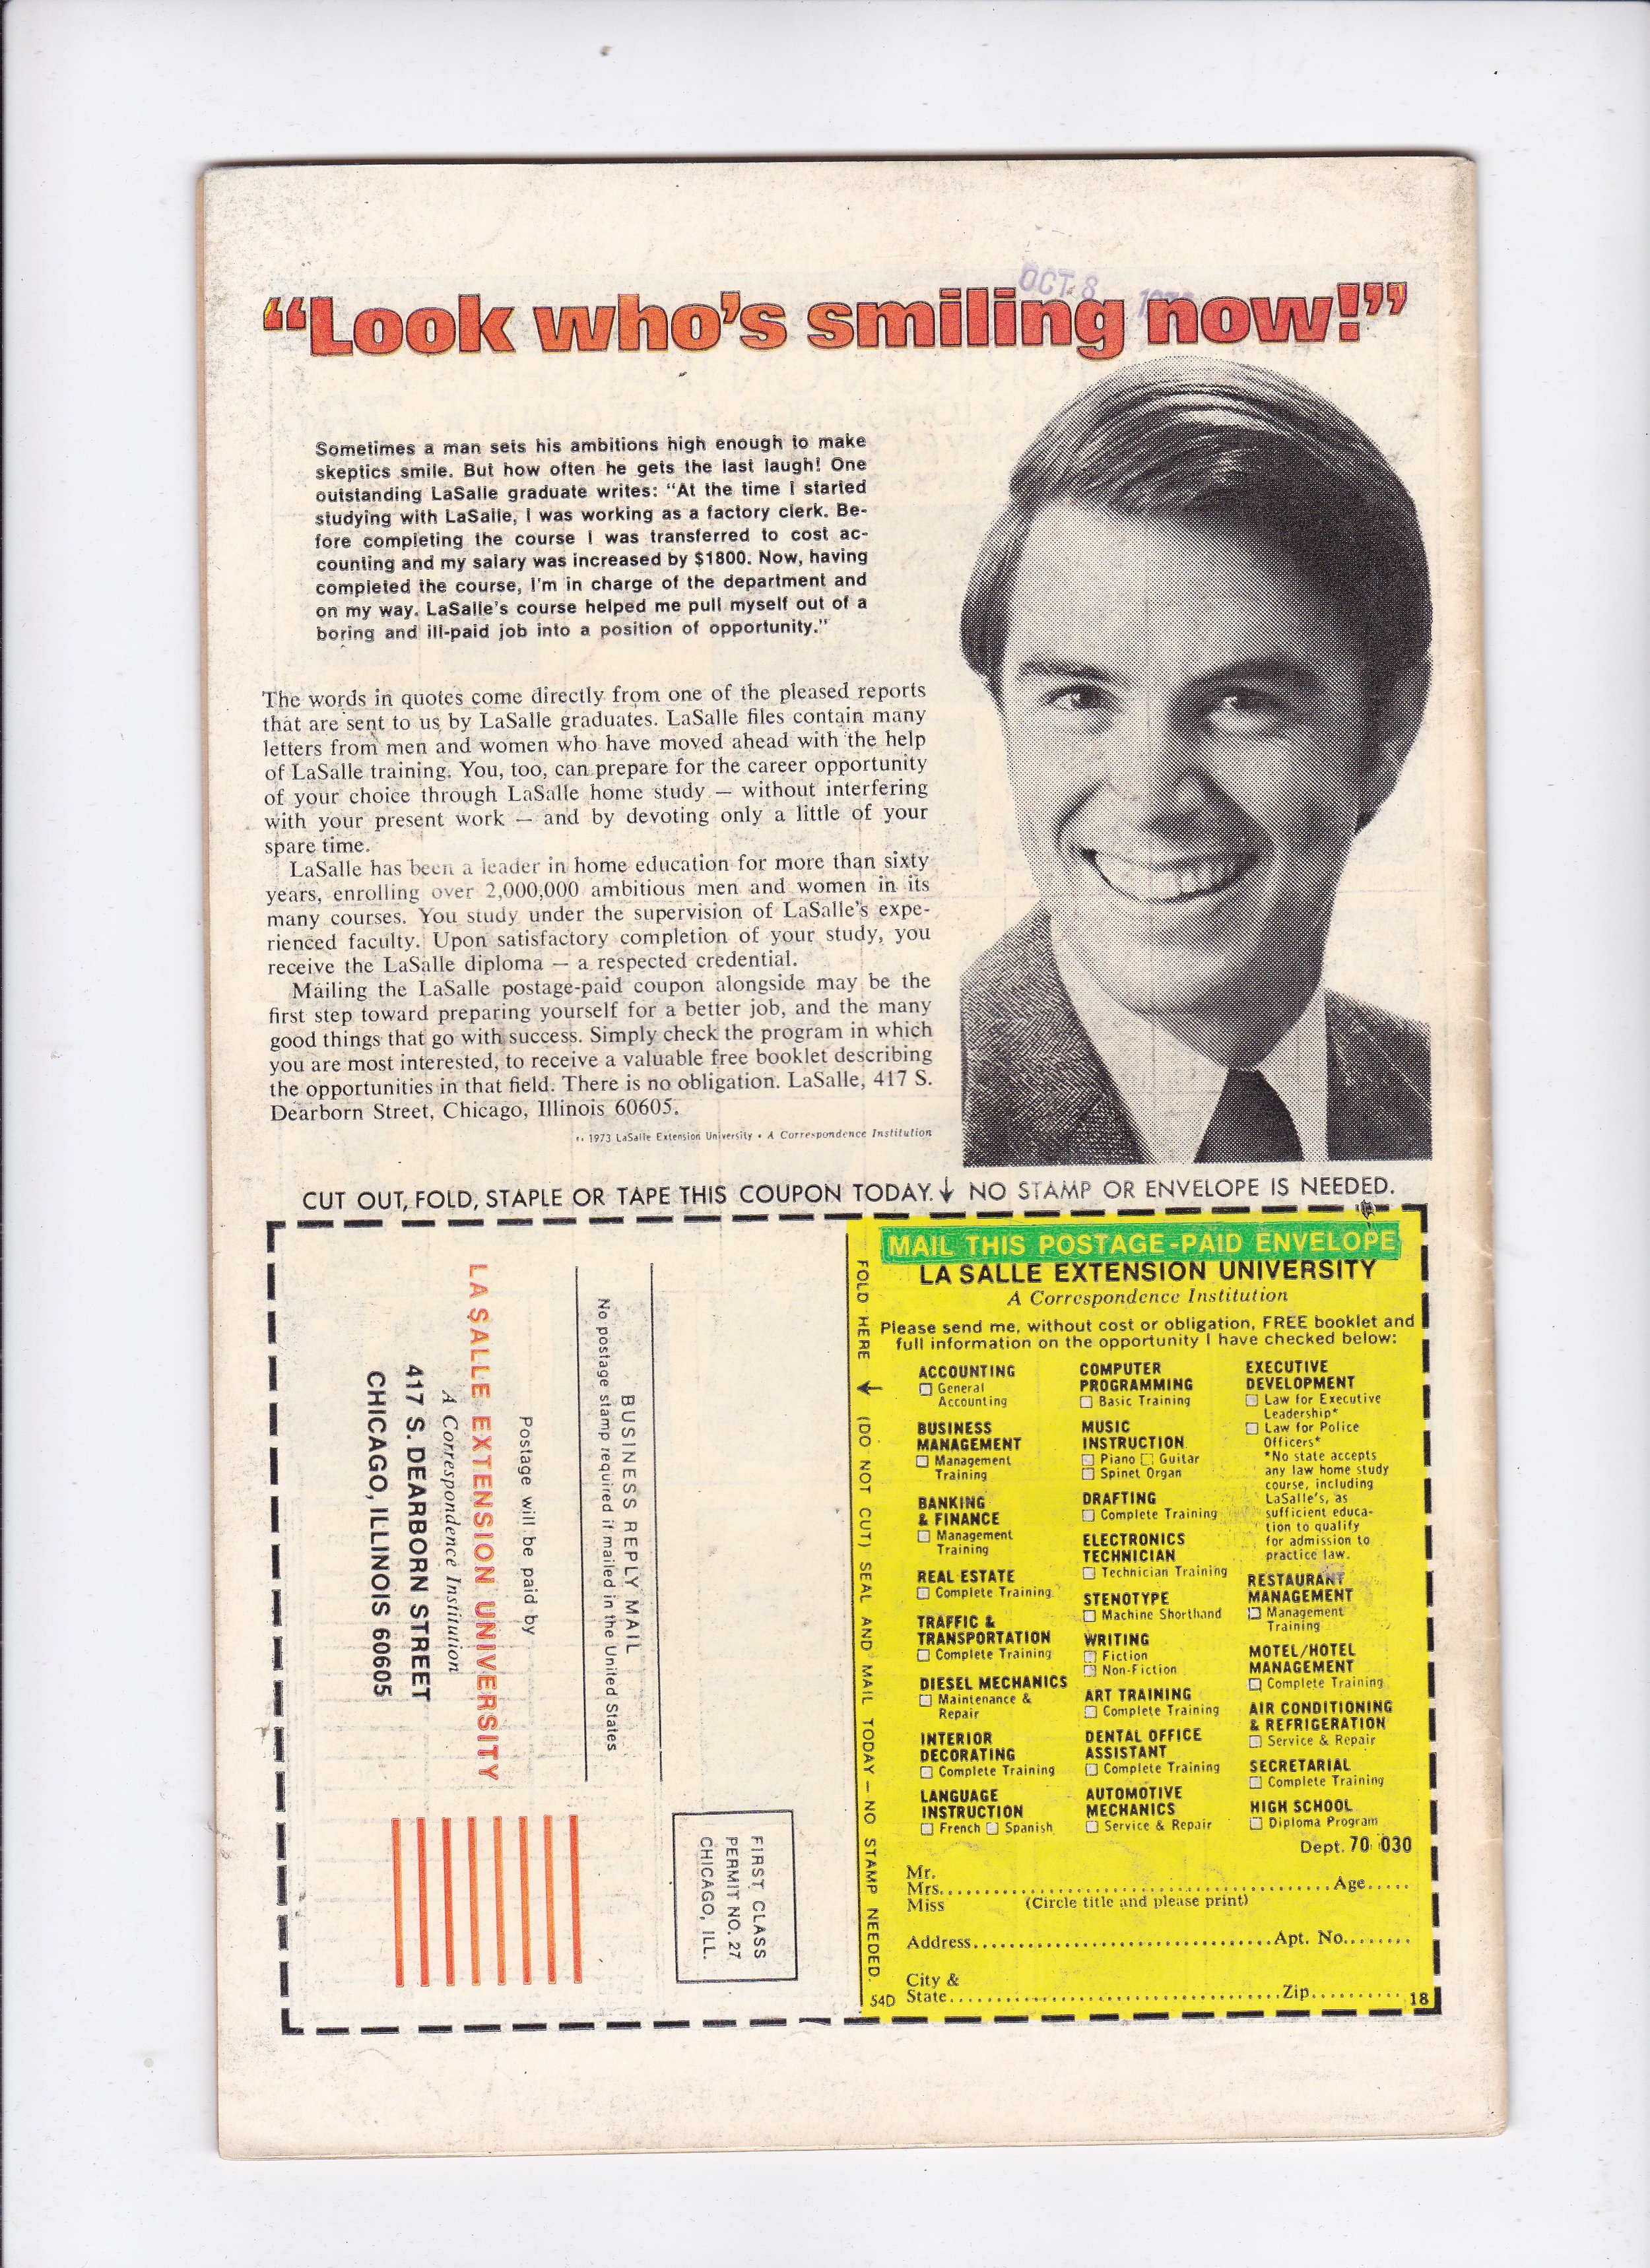 OCT 8
“Look who’s smiling now!”
Sometimes a man sets his ambitions high enough to make
skeptics smile. But how often he gets the last laugh! One
outstanding LaSalle graduate writes: “At the time I started
studying with LaSalle, I was working as a factory clerk. Be-
fore completing the course I was transferred to cost ac-
counting and my salary was increased by $1800. Now, having
completed the course, I’m in charge of the department and
on my way. LaSalle’s course helped me pull myself out of a
boring and ill-paid job into a position of opportunity.”
The words in quotes come directly from one of the pleased reports
that are sent to us by LaSalle graduates. LaSalle files contain many
letters from men and women who have moved ahead with the help
of LaSalle training. You, too, can prepare for the career opportunity
of your choice through LaSalle home study — without interfering
with your present work — and by devoting only a little of your
spare time.
LaSalle has been a leader in home education for more than sixty
years, enrolling over 2,000,000 ambitious men and women in its
many courses. You study under the supervision of LaSalle’s expe-
rienced faculty. Upon satisfactory completion of your study, you
receive the LaSalle diploma — a respected credential.
Mailing the LaSalle postage-paid coupon alongside may be the
first step toward preparing yourself for a better job, and the many
good things that go with success. Simply check the program in which
you are most interested, to receive a valuable free booklet describing
the opportunities in that field. There is no obligation. LaSalle, 417 S.
Dearborn Street, Chicago, Illinois 60605.
1973 LaSalle Extension University • A Correspondence Institution
CUT OUT, FOLD, STAPLE OR TAPE THIS COUPON TODAY.↓ NO STAMP OR ENVELOPE IS NEEDED.
FIRST CLASS
PERMIT NO. 27
CHICAGO, ILL.
BUSINESS REPLY MAIL
No postage stamp required if mailed in the United States
Postage will be paid by
LA SALLE EXTENSION UNIVERSITY
A Correspondence Institution
417 S. DEARBORN STREET
CHICAGO, ILLINOIS 60605
FOLD HERE ↓ (DO NOT CUT) SEAL AND MAIL TODAY — NO STAMP NEEDED.
MAIL THIS POSTAGE-PAID ENVELOPE
LA SALLE EXTENSION UNIVERSITY
A Correspondence Institution
Please send me, without cost or obligation, FREE booklet and
full information on the opportunity I have checked below:
ACCOUNTING
☐ General
Accounting
BUSINESS
MANAGEMENT
☐ Management
Training
BANKING
& FINANCE
☐ Management
Training
REAL ESTATE
☐ Complete Training
TRAFFIC &
TRANSPORTATION
☐ Complete Training
DIESEL MECHANICS
☐ Maintenance &
Repair
INTERIOR
DECORATING
☐ Complete Training
LANGUAGE
INSTRUCTION
☐ French ☐ Spanish
COMPUTER
PROGRAMMING
☐ Basic Training
MUSIC
INSTRUCTION
☐ Piano ☐ Guitar
☐ Spinet Organ
DRAFTING
☐ Complete Training
ELECTRONICS
TECHNICIAN
☐ Technician Training
STENOTYPE
☐ Machine Shorthand
WRITING
☐ Fiction
☐ Non-Fiction
ART TRAINING
☐ Complete Training
DENTAL OFFICE
ASSISTANT
☐ Complete Training
AUTOMOTIVE
MECHANICS
☐ Service & Repair
EXECUTIVE
DEVELOPMENT
☐ Law for Executive
Leadership*
☐ Law for Police
Officers*
*No state accepts
any law home study
course, including
LaSalle’s, as
sufficient educa-
tion to qualify
for admission to
practice law.
RESTAURANT
MANAGEMENT
☐ Management
Training
MOTEL/HOTEL
MANAGEMENT
☐ Complete Training
AIR CONDITIONING
& REFRIGERATION
☐ Service & Repair
SECRETARIAL
☐ Complete Training
HIGH SCHOOL
☐ Diploma Program
Dept. 70 030
Mr.
Mrs. Age
Miss (Circle title and please print)
Address Apt. No.
City &
State Zip
54D 18